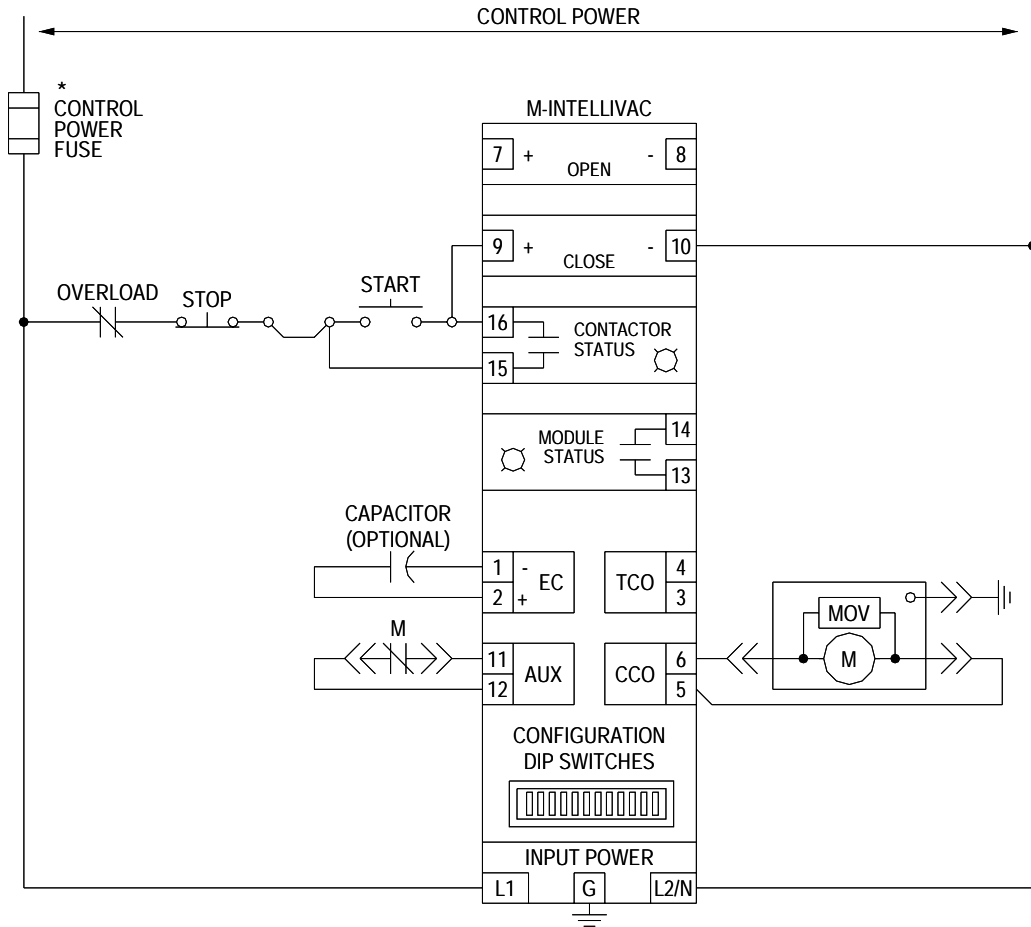 CONTROL POWER
*
CONTROL
POWER
FUSE
M-INTELLIVAC
7 + - 8
OPEN
9 + - 10
CLOSE
OVERLOAD
STOP
START
16
CONTACTOR
STATUS
15
14
MODULE
STATUS
13
CAPACITOR
(OPTIONAL)
1 -
EC
2 +
TCO
4
3
MOV
M
M
11
AUX
12
CCO
6
5
CONFIGURATION
DIP SWITCHES
INPUT POWER
L1 G L2/N